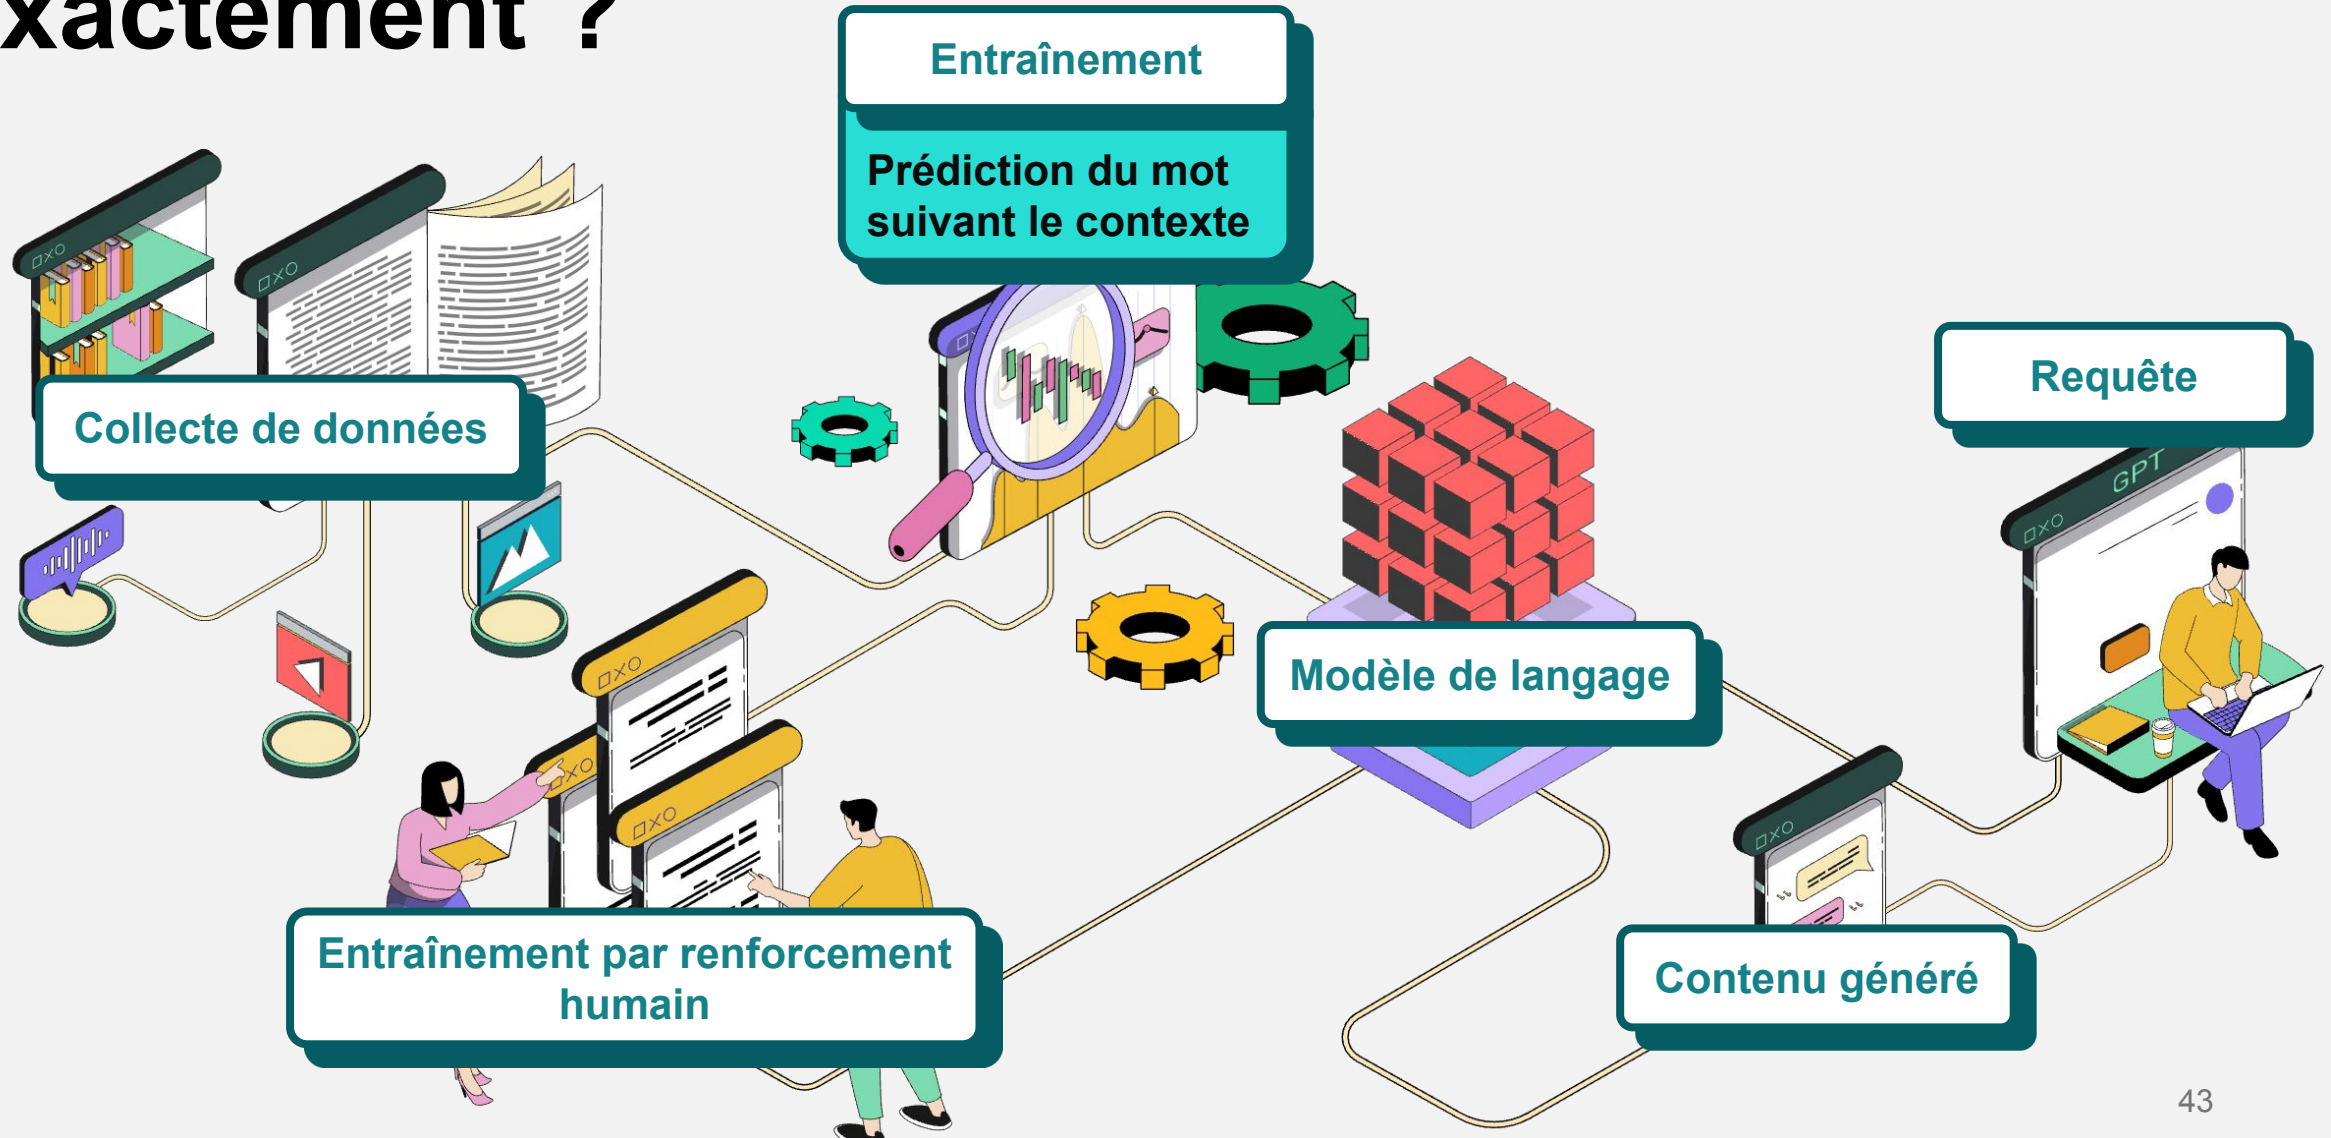 xactement ?
Entraînement
Prédiction du mot
suivant le contexte
Collecte de données
Requête
GPT
Modèle de langage
Entraînement par renforcement
humain
Contenu généré
43